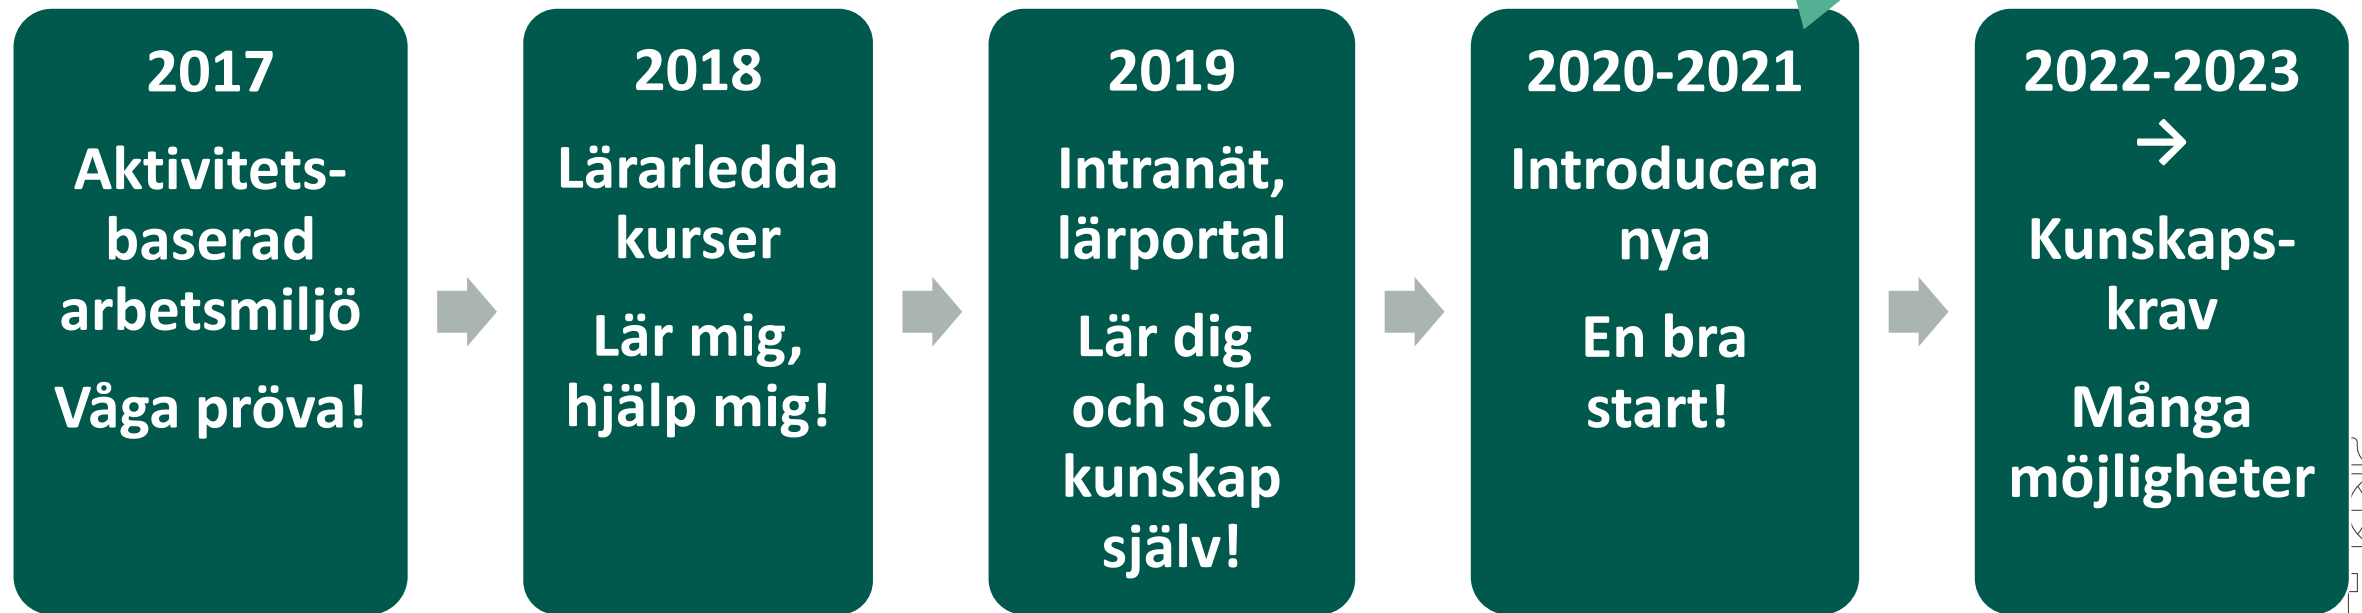 2017
Aktivitets-
baserad
arbetsmiljö
Våga pröva!
2018
Lärarledda
kurser
Lär mig,
hjälp mig!
2019
Intranät,
lärportal
Lär dig
och sök
kunskap
själv!
2020-2021
Introducera
nya
En bra
start!
2022-2023
→
Kunskaps-
krav
Många
möjligheter